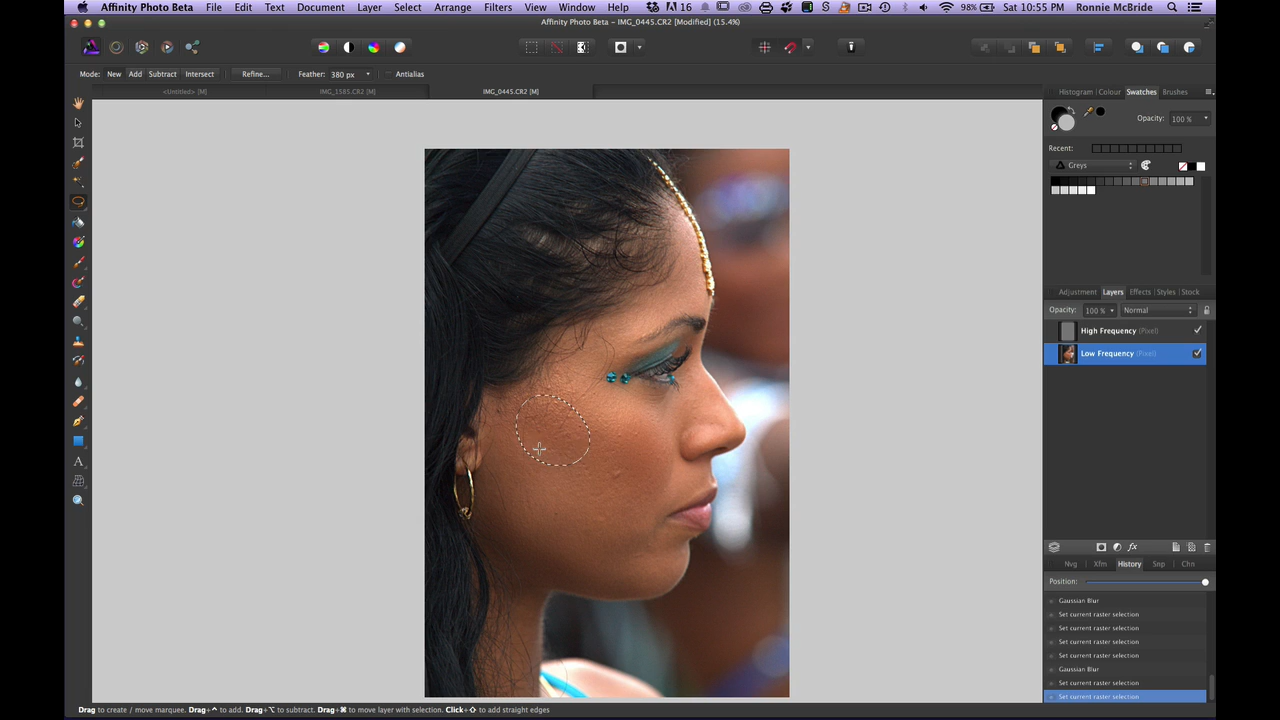 Affinity Photo Beta File Edit Text Document Layer Select Arrange Filters View Window Help 16 98% Sat 10:55 PM Ronnie McBride
Affinity Photo Beta - IMG_0445.CR2 [Modified] (15.4%)
Mode: New Add Subtract Intersect Refine... Feather: 380 px Antialias
<Untitled> [M] IMG_1585.CR2 [M] IMG_0445.CR2 [M]
Histogram Colour Swatches Brushes
Opacity: 100 %
Recent:
Greys
Adjustment Layers Effects Styles Stock
Opacity: 100 % Normal
High Frequency (Pixel)
Low Frequency (Pixel)
fx
Nvg Xfm History Snp Chn
Position:
Gaussian Blur
Set current raster selection
Set current raster selection
Set current raster selection
Set current raster selection
Gaussian Blur
Set current raster selection
Set current raster selection
Drag to create / move marquee. Drag+^ to add. Drag+⌥ to subtract. Drag+⌘ to move layer with selection. Click+⇧ to add straight edges